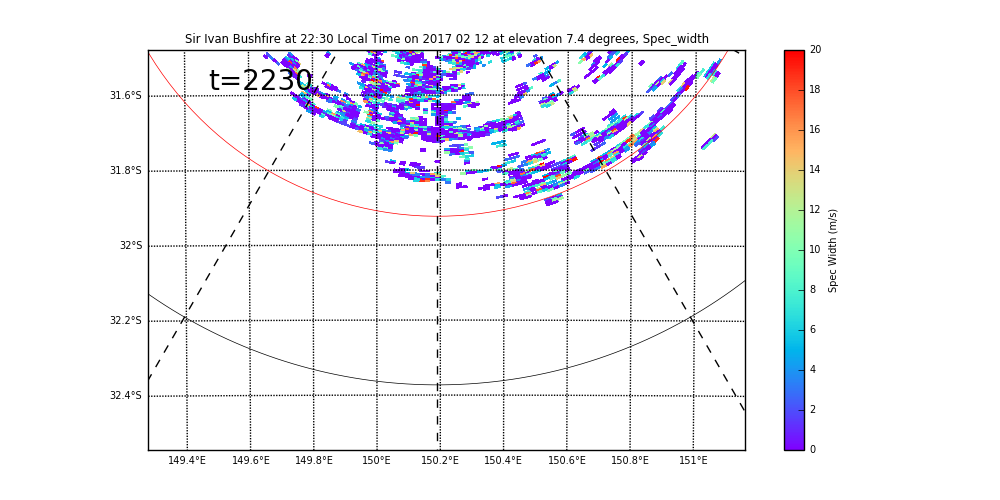 Sir Ivan Bushfire at 22:30 Local Time on 2017 02 12 at elevation 7.4 degrees, Spec_width
t=2230
31.6°S
31.8°S
32°S
32.2°S
32.4°S
149.4°E 149.6°E 149.8°E 150°E 150.2°E 150.4°E 150.6°E 150.8°E 151°E
20
18
16
14
12
10
8
6
4
2
0
Spec Width (m/s)